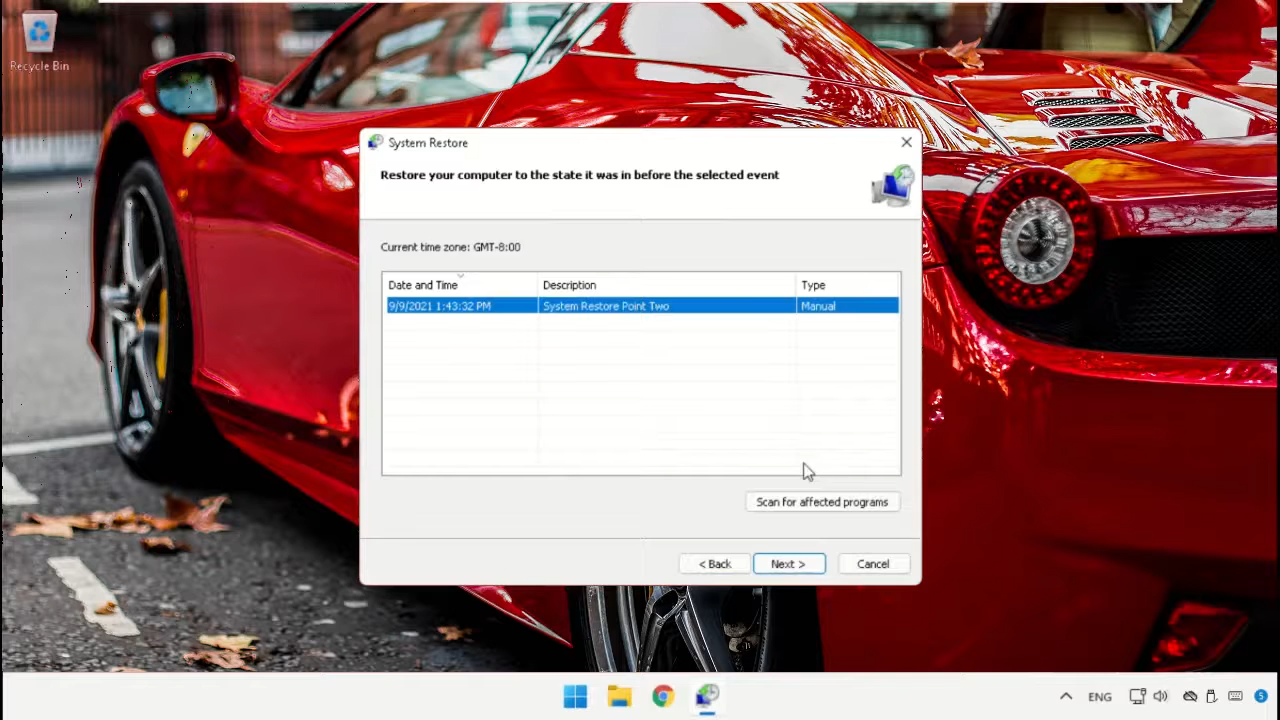 Recycle Bin
System Restore
Restore your computer to the state it was in before the selected event
Current time zone: GMT-8:00
Date and Time Description Type
9/9/2021 1:43:32 PM System Restore Point Two Manual
Scan for affected programs
< Back Next > Cancel
ENG 5